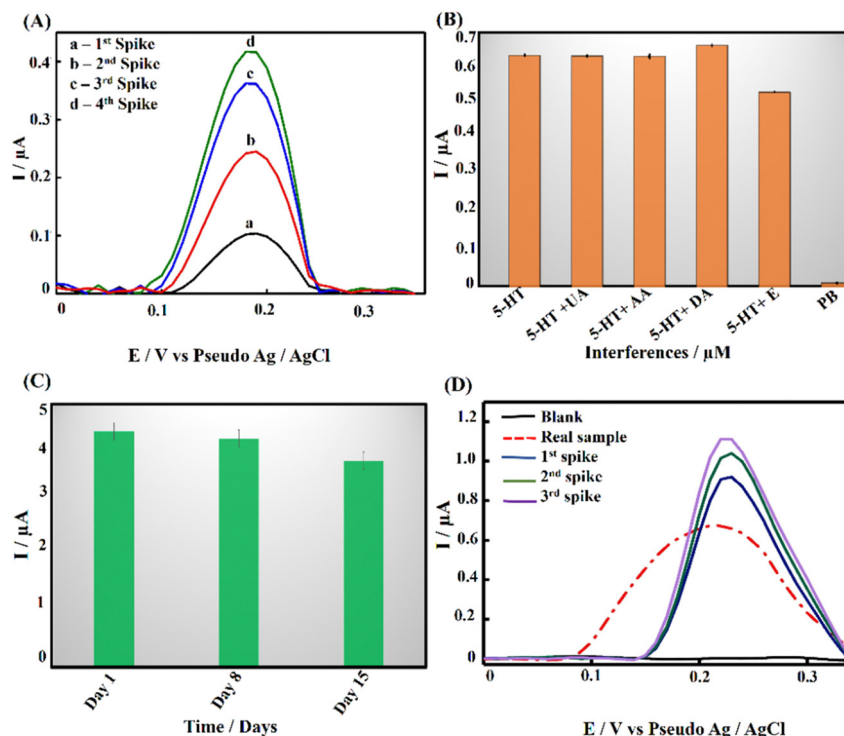 (A)
a – 1st Spike
b – 2nd Spike
c – 3rd Spike
d – 4th Spike
d
c
b
a
0.4
0.3
0.2
0.1
0
I / µA
0
0.1
0.2
0.3
E / V vs Pseudo Ag / AgCl
(B)
0.7
0.6
0.5
0.4
0.3
0.2
0.1
0
I / µA
5-HT
5-HT +UA
5-HT+ AA
5-HT+ DA
5-HT+ E
PB
Interferences / µM
(C)
5
4
3
2
1
0
I / µA
Day 1
Day 8
Day 15
Time / Days
(D)
Blank
Real sample
1st spike
2nd spike
3rd spike
1.2
1.0
0.8
0.6
0.4
0.2
0
I / µA
0
0.1
0.2
0.3
E / V vs Pseudo Ag / AgCl